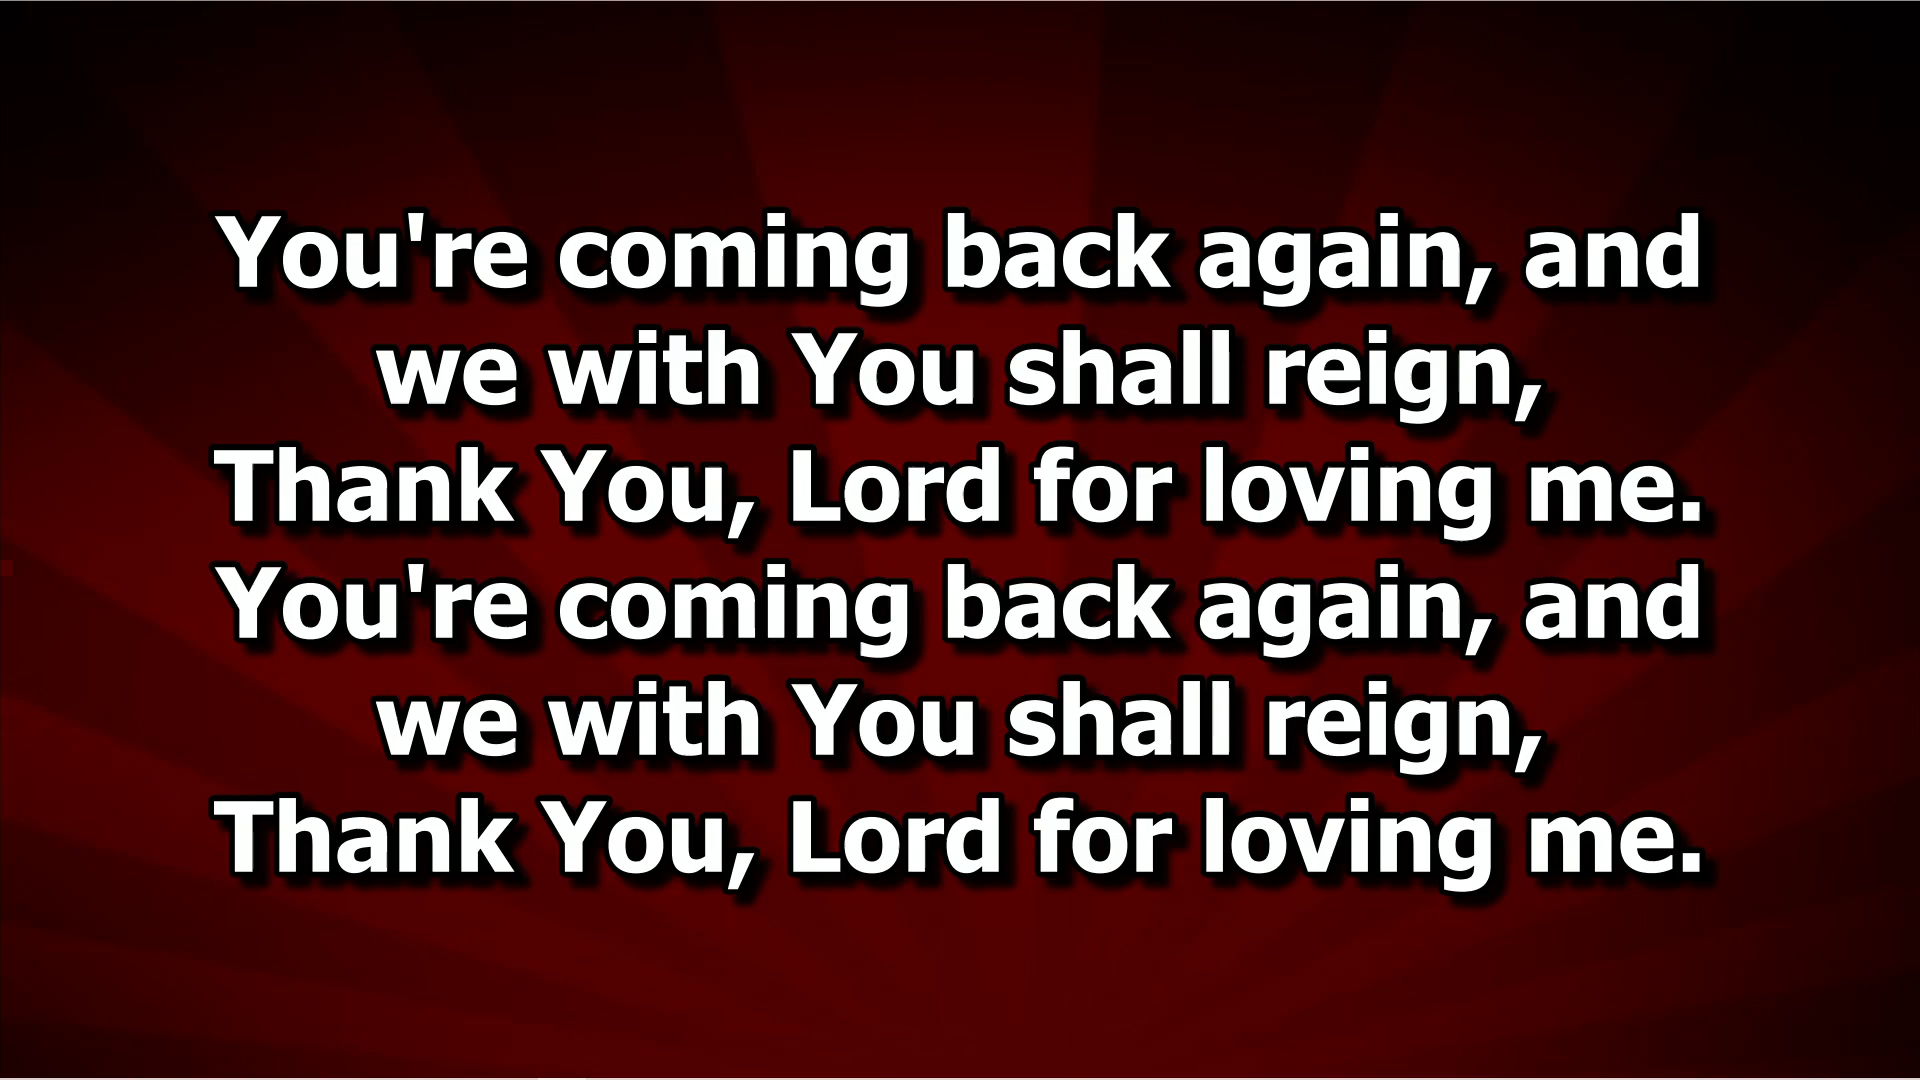 You're coming back again, and
we with You shall reign,
Thank You, Lord for loving me.
You're coming back again, and
we with You shall reign,
Thank You, Lord for loving me.